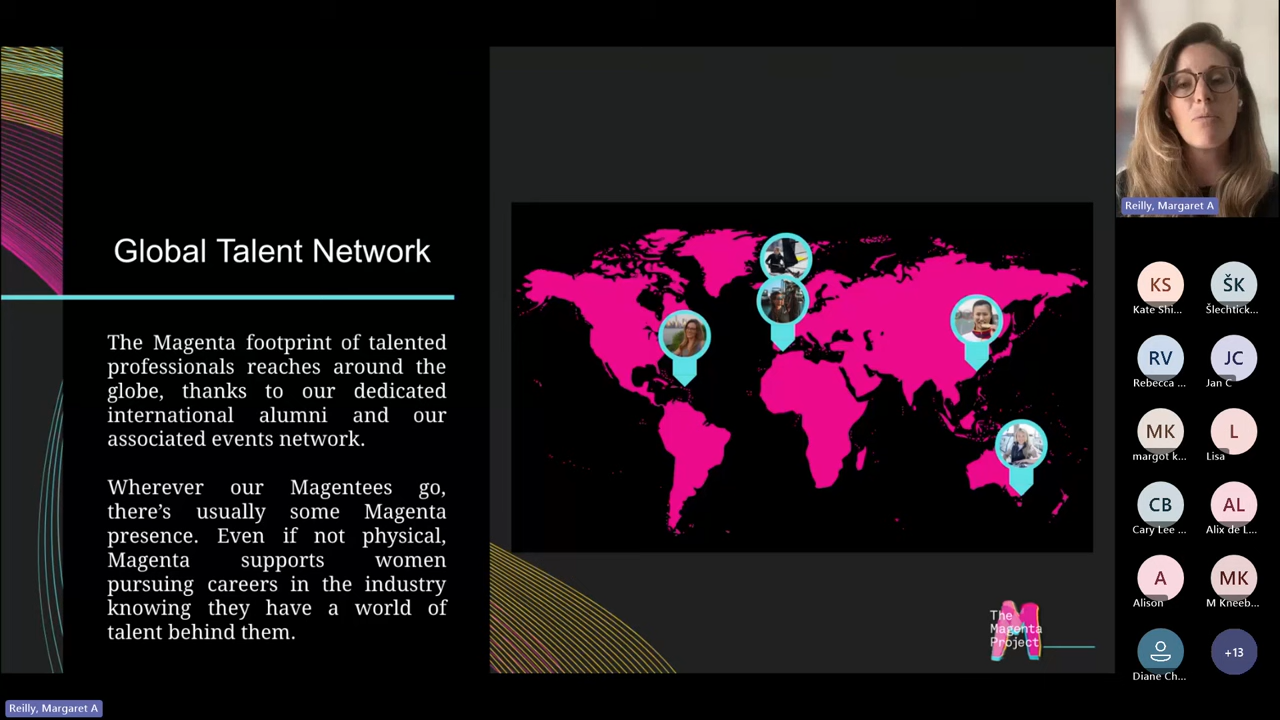 Global Talent Network
The Magenta footprint of talented
professionals reaches around the
globe, thanks to our dedicated
international alumni and our
associated events network.
Wherever our Magentees go,
there’s usually some Magenta
presence. Even if not physical,
Magenta supports women
pursuing careers in the industry
knowing they have a world of
talent behind them.
The
Magenta
Project
Reilly, Margaret A
KS
Kate Shi...
ŠK
Šlechtick...
RV
Rebecca ...
JC
Jan C
MK
margot k...
L
Lisa
CB
Cary Lee ...
AL
Alix de L...
A
Alison
MK
M Kneeb...
Diane Ch...
+13
Reilly, Margaret A